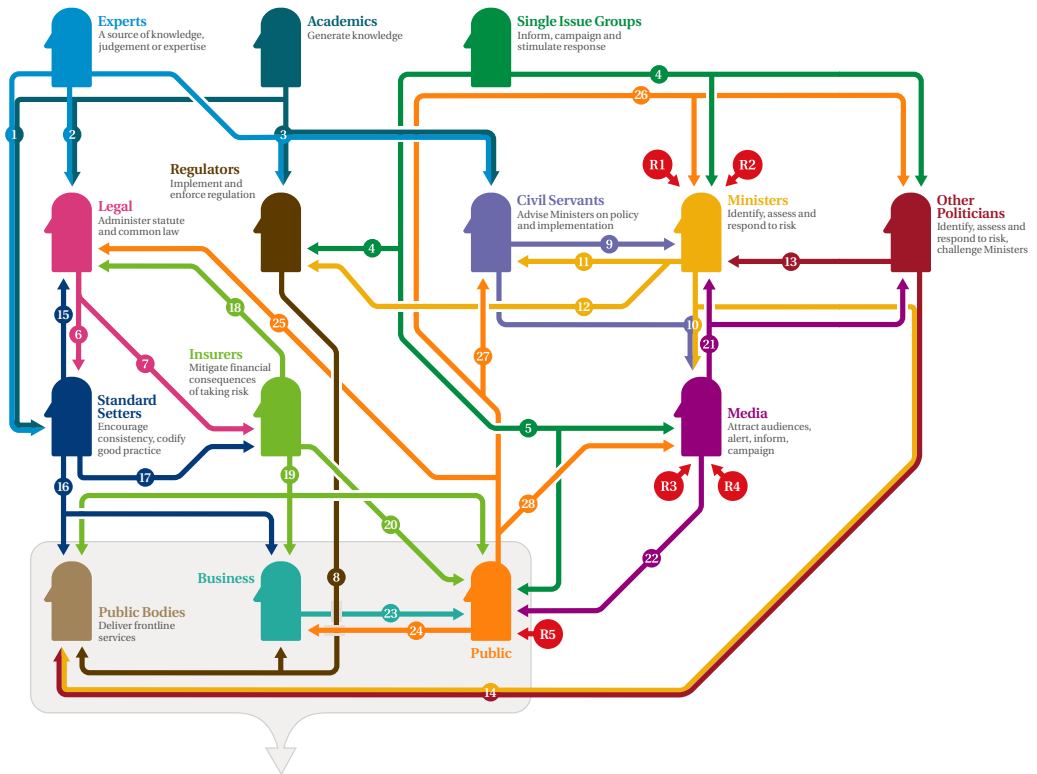 Experts
A source of knowledge,
judgement or expertise
Academics
Generate knowledge
Single Issue Groups
Inform, campaign and
stimulate response
4
26
1
2
3
R1
R2
Regulators
Implement and
enforce regulation
Legal
Administer statute
and common law
Civil Servants
Advise Ministers on policy
and implementation
Ministers
Identify, assess and
respond to risk
Other
Politicians
Identify, assess and
respond to risk,
challenge Ministers
4
9
11
13
12
18
15
25
10
6
21
7
27
Insurers
Mitigate financial
consequences
of taking risk
Standard
Setters
Encourage
consistency, codify
good practice
Media
Attract audiences,
alert, inform,
campaign
5
17
19
16
R3
R4
28
20
22
Business
8
Public Bodies
Deliver frontline
services
23
24
R5
Public
14